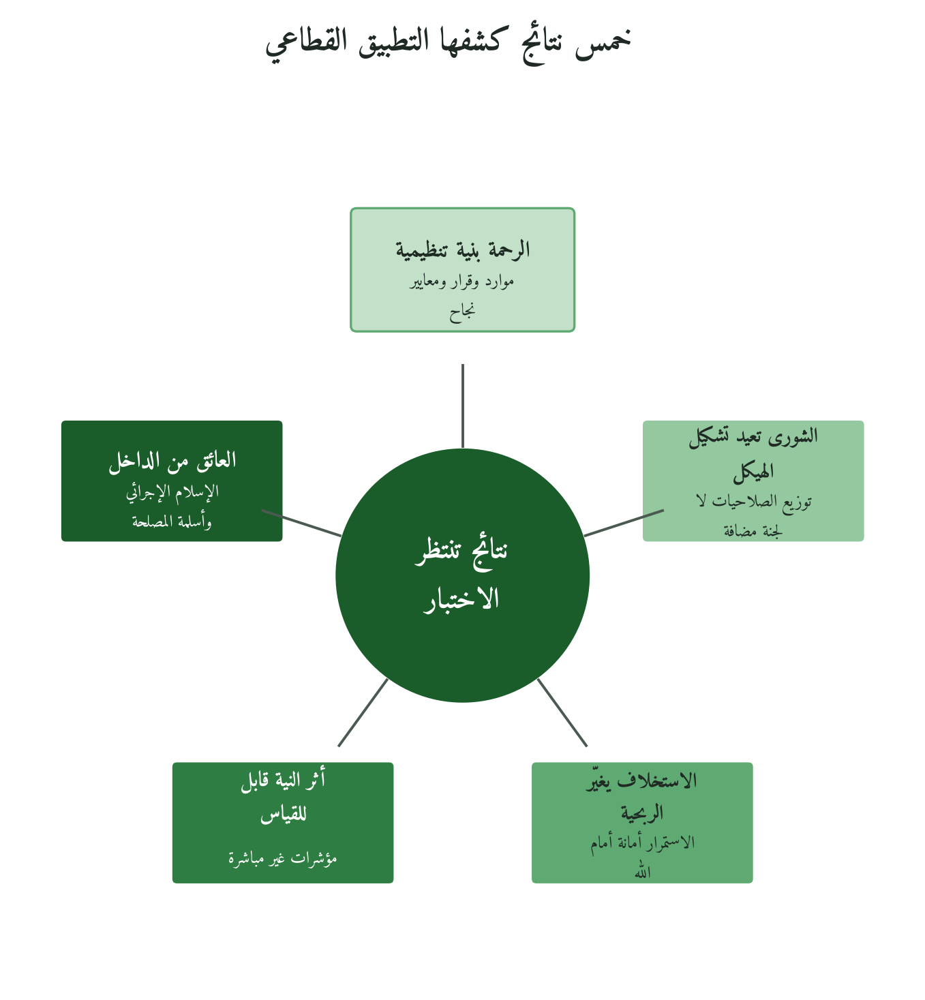 خمس نتائج كشفها التطبيق القطاعي
الرحمة بنية تنظيمية
موارد وقرار ومعايير
نجاح
الشورى تعيد تشكيل
الهيكل
توزيع الصلاحيات لا
لجنة مضافة
العائق من الداخل
الإسلام الإجرائي
وأسلمة المصلحة
نتائج تنتظر
الاختبار
الاستخلاف يغيّر
الربحية
الاستمرار أمانة أمام
الله
أثر النية قابل
للقياس
مؤشرات غير مباشرة